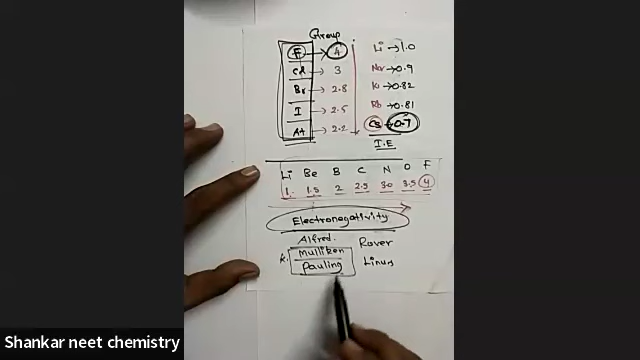 Group
F → 4
Cl → 3
Br → 2.8
I → 2.5
At → 2.2
Li → 1.0
Na → 0.9
K → 0.82
Rb → 0.81
Cs → 0.7
I.E
Li Be B C N O F
1. 1.5 2 2.5 30 3.5 4
Electronegativity
Alfred. Rover
R. Mulliken
Pauling Linus
Shankar neet chemistry